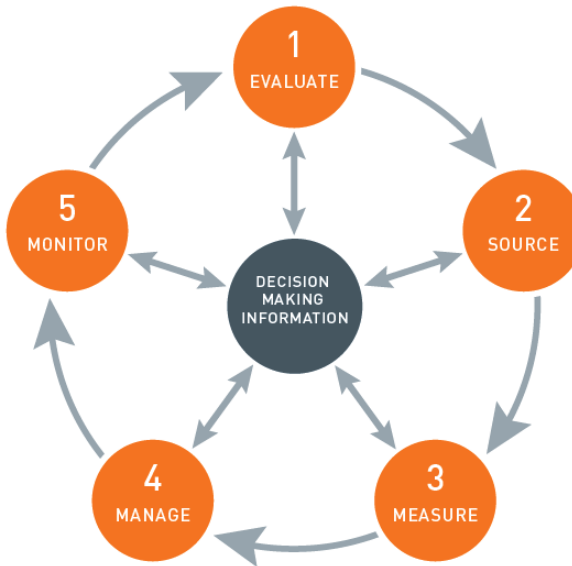 1
EVALUATE
2
SOURCE
3
MEASURE
4
MANAGE
5
MONITOR
DECISION
MAKING
INFORMATION